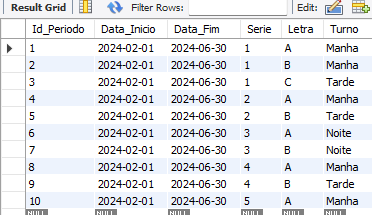 Result Grid Filter Rows: Edit:
Id_Periodo Data_Inicio Data_Fim Serie Letra Turno
1 2024-02-01 2024-06-30 1 A Manha
2 2024-02-01 2024-06-30 1 B Manha
3 2024-02-01 2024-06-30 1 C Tarde
4 2024-02-01 2024-06-30 2 A Manha
5 2024-02-01 2024-06-30 2 B Tarde
6 2024-02-01 2024-06-30 3 A Noite
7 2024-02-01 2024-06-30 3 B Noite
8 2024-02-01 2024-06-30 4 A Manha
9 2024-02-01 2024-06-30 4 B Tarde
10 2024-02-01 2024-06-30 5 A Manha
NULL NULL NULL NULL NULL NULL